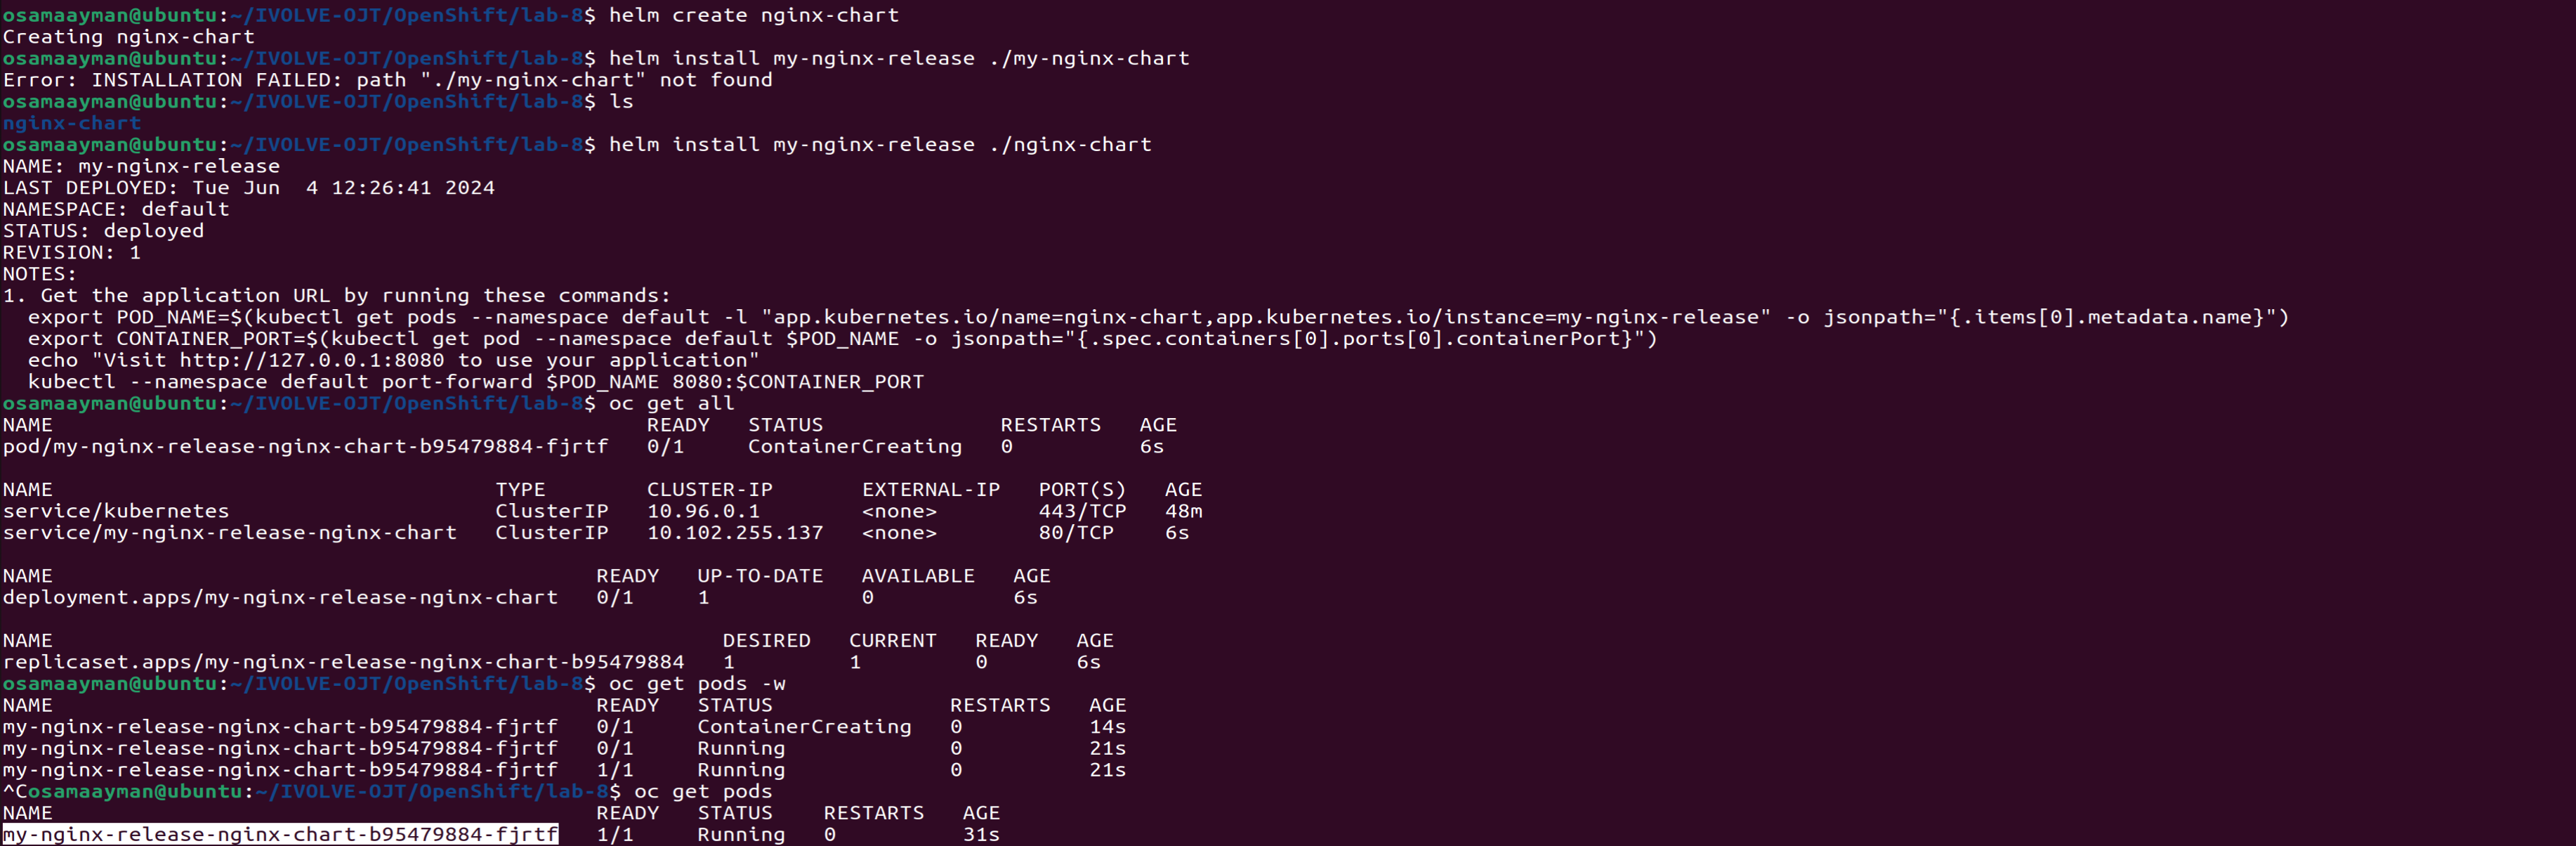 osamaayman@ubuntu:~/IVOLVE-OJT/OpenShift/lab-8$ helm create nginx-chart
Creating nginx-chart
osamaayman@ubuntu:~/IVOLVE-OJT/OpenShift/lab-8$ helm install my-nginx-release ./my-nginx-chart
Error: INSTALLATION FAILED: path "./my-nginx-chart" not found
osamaayman@ubuntu:~/IVOLVE-OJT/OpenShift/lab-8$ ls
nginx-chart
osamaayman@ubuntu:~/IVOLVE-OJT/OpenShift/lab-8$ helm install my-nginx-release ./nginx-chart
NAME: my-nginx-release
LAST DEPLOYED: Tue Jun  4 12:26:41 2024
NAMESPACE: default
STATUS: deployed
REVISION: 1
NOTES:
1. Get the application URL by running these commands:
  export POD_NAME=$(kubectl get pods --namespace default -l "app.kubernetes.io/name=nginx-chart,app.kubernetes.io/instance=my-nginx-release" -o jsonpath="{.items[0].metadata.name}")
  export CONTAINER_PORT=$(kubectl get pod --namespace default $POD_NAME -o jsonpath="{.spec.containers[0].ports[0].containerPort}")
  echo "Visit http://127.0.0.1:8080 to use your application"
  kubectl --namespace default port-forward $POD_NAME 8080:$CONTAINER_PORT
osamaayman@ubuntu:~/IVOLVE-OJT/OpenShift/lab-8$ oc get all
NAME                                               READY   STATUS              RESTARTS   AGE
pod/my-nginx-release-nginx-chart-b95479884-fjrtf   0/1     ContainerCreating   0          6s

NAME                                   TYPE        CLUSTER-IP       EXTERNAL-IP   PORT(S)   AGE
service/kubernetes                     ClusterIP   10.96.0.1        <none>        443/TCP   48m
service/my-nginx-release-nginx-chart   ClusterIP   10.102.255.137   <none>        80/TCP    6s

NAME                                           READY   UP-TO-DATE   AVAILABLE   AGE
deployment.apps/my-nginx-release-nginx-chart   0/1     1            0           6s

NAME                                                     DESIRED   CURRENT   READY   AGE
replicaset.apps/my-nginx-release-nginx-chart-b95479884   1         1         0       6s
osamaayman@ubuntu:~/IVOLVE-OJT/OpenShift/lab-8$ oc get pods -w
NAME                                           READY   STATUS              RESTARTS   AGE
my-nginx-release-nginx-chart-b95479884-fjrtf   0/1     ContainerCreating   0          14s
my-nginx-release-nginx-chart-b95479884-fjrtf   0/1     Running             0          21s
my-nginx-release-nginx-chart-b95479884-fjrtf   1/1     Running             0          21s
^Cosamaayman@ubuntu:~/IVOLVE-OJT/OpenShift/lab-8$ oc get pods
NAME                                           READY   STATUS    RESTARTS   AGE
my-nginx-release-nginx-chart-b95479884-fjrtf   1/1     Running   0          31s